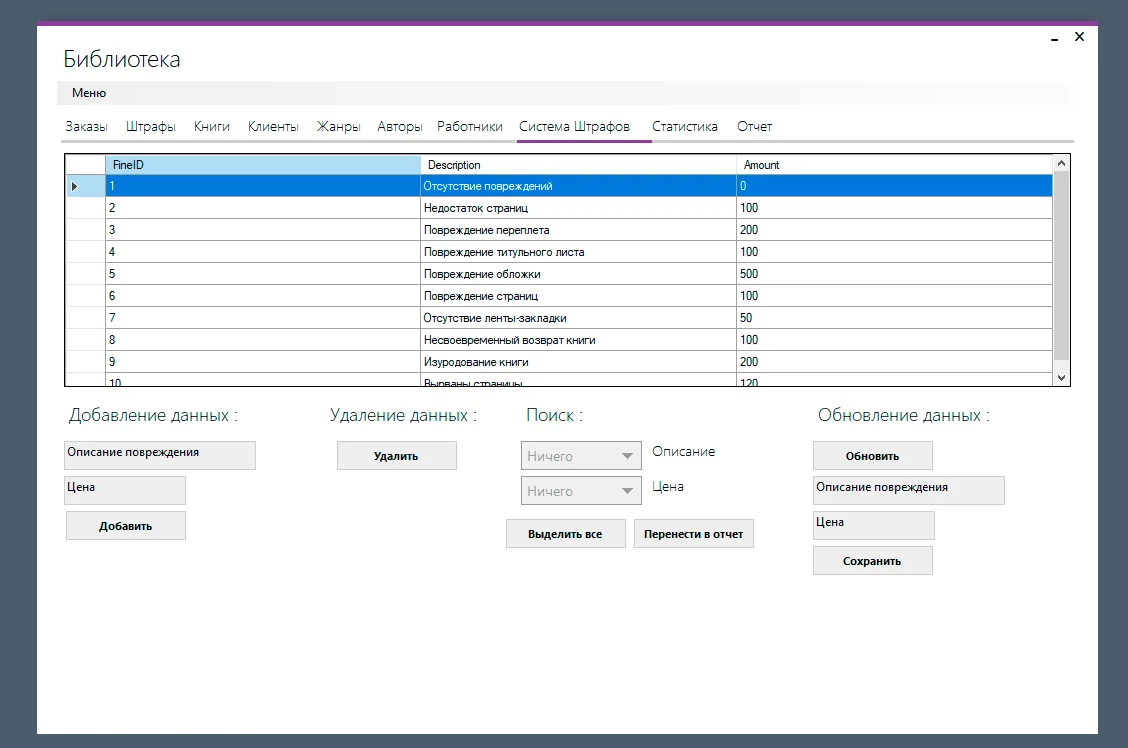 Библиотека
Меню
Заказы Штрафы Книги Клиенты Жанры Авторы Работники Система Штрафов Статистика Отчет
FineID Description Amount
1 Отсутствие повреждений 0
2 Недостаток страниц 100
3 Повреждение переплета 200
4 Повреждение титульного листа 100
5 Повреждение обложки 500
6 Повреждение страниц 100
7 Отсутствие ленты-закладки 50
8 Несвоевременный возврат книги 100
9 Изуродование книги 200
10 Вырваны страницы 120
Добавление данных : Удаление данных : Поиск : Обновление данных :
Описание повреждения Удалить Ничего Описание Обновить
Цена Ничего Цена Описание повреждения
Добавить Выделить все Перенести в отчет Цена
Сохранить